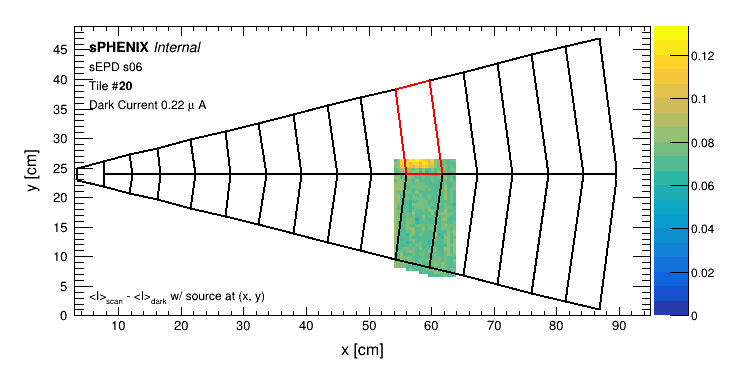 sPHENIX Internal
sEPD s06
Tile #20
Dark Current 0.22 μ A
<I>scan - <I>dark w/ source at (x, y)
y [cm]
45
40
35
30
25
20
15
10
5
0
10 20 30 40 50 60 70 80 90
x [cm]
0.12
0.1
0.08
0.06
0.04
0.02
0